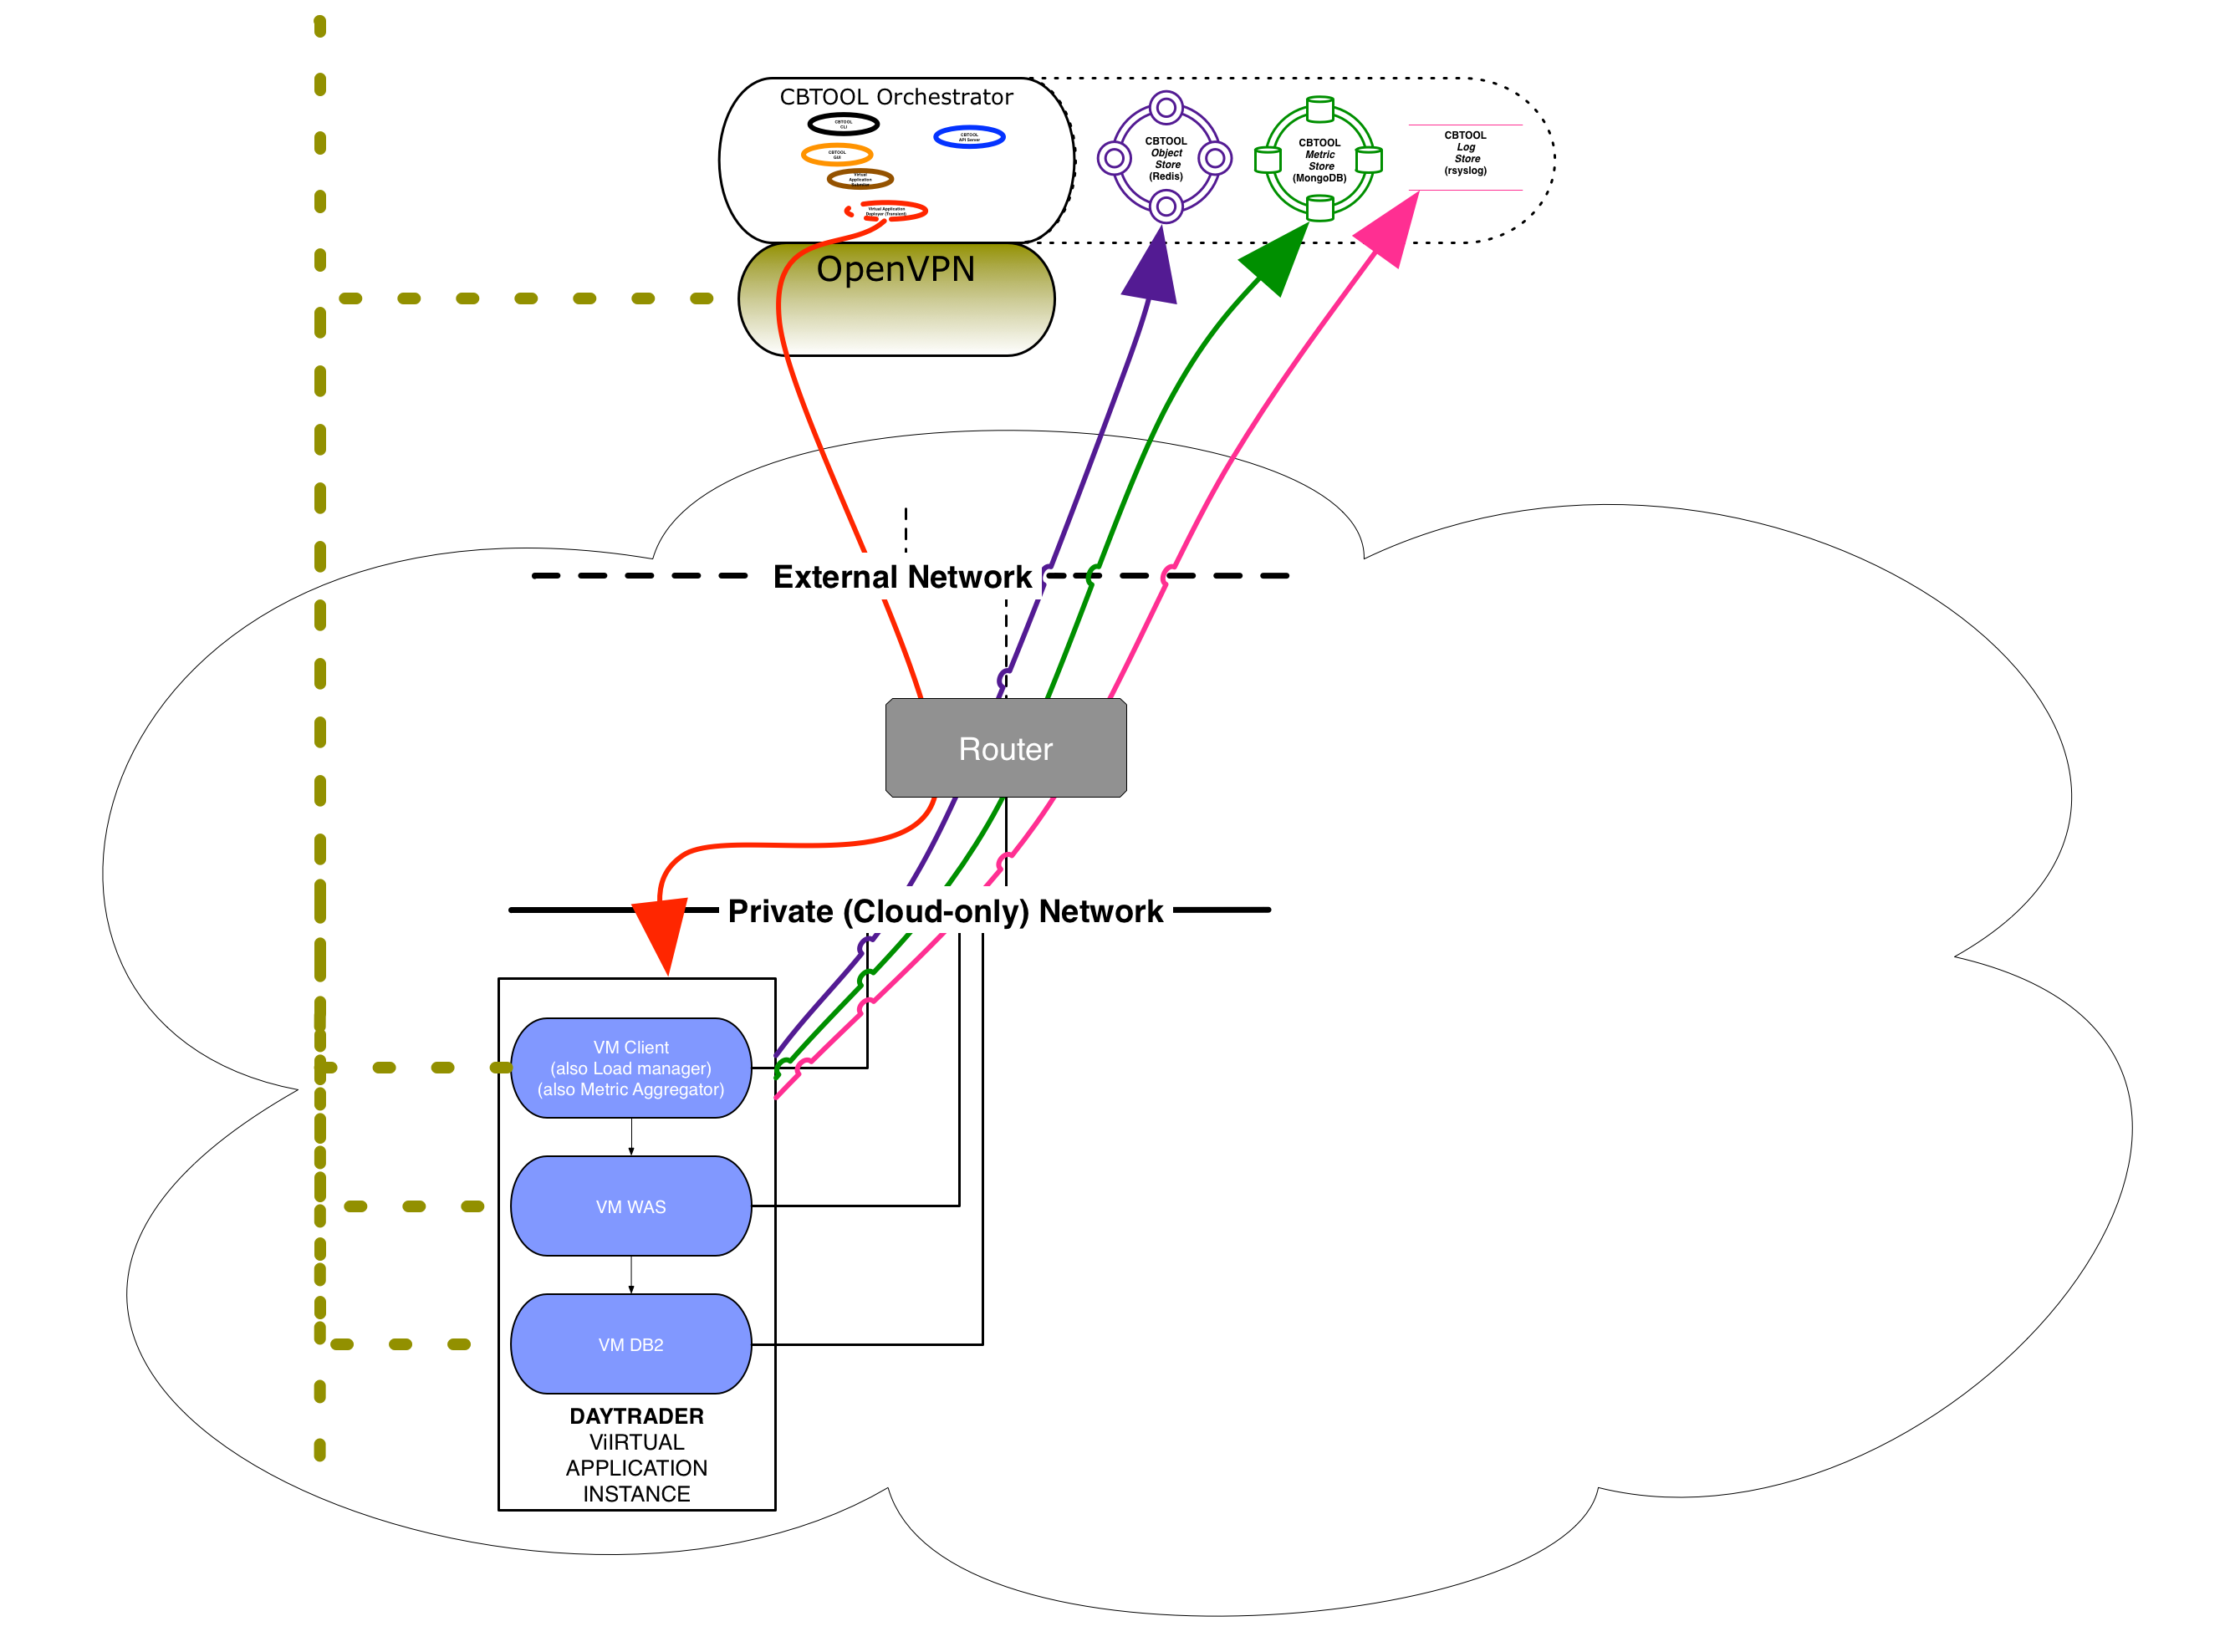 CBTOOL Orchestrator
CBTOOL
CLI
CBTOOL
API Server
CBTOOL
GUI
Virtual
Application
Submitter
Virtual Application
Deployer (Transient)
CBTOOL
Object
Store
(Redis)
CBTOOL
Metric
Store
(MongoDB)
CBTOOL
Log
Store
(rsyslog)
OpenVPN
External Network
Router
Private (Cloud-only) Network
VM Client
(also Load manager)
(also Metric Aggregator)
VM WAS
VM DB2
DAYTRADER
ViIRTUAL
APPLICATION
INSTANCE